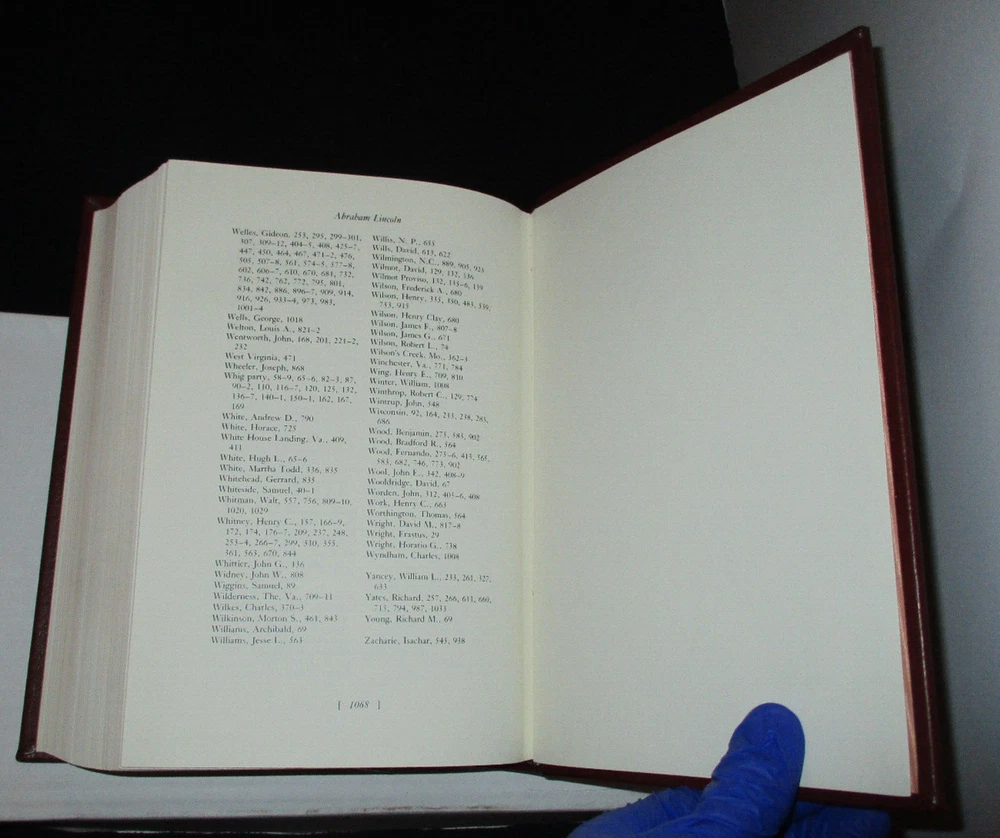 Abraham Lincoln
Welles, Gideon, 253, 295, 299–301,
307, 309–12, 404–5, 408, 425–7,
447, 450, 464, 467, 471–2, 476,
505, 507–8, 561, 574–5, 577–8,
602, 606–7, 610, 670, 681, 732,
736, 742, 762, 772, 795, 801,
834, 842, 886, 896–7, 909, 914,
916, 926, 933–4, 973, 983,
1001–4
Wells, George, 1018
Welton, Louis A., 821–2
Wentworth, John, 168, 201, 221–2,
232
West Virginia, 471
Wheeler, Joseph, 868
Whig party, 58–9, 65–6, 82–3, 87,
90–2, 110, 116–7, 120, 125, 132,
136–7, 140–1, 150–1, 162, 167,
169
White, Andrew D., 790
White, Horace, 725
White House Landing, Va., 409,
411
White, Hugh L., 65–6
White, Martha Todd, 336, 835
Whitehead, Gerrard, 835
Whiteside, Samuel, 40–1
Whitman, Walt, 557, 756, 809–10,
1020, 1029
Whitney, Henry C., 157, 166–9,
172, 174, 176–7, 209, 237, 248,
253–4, 266–7, 299, 310, 355,
361, 563, 670, 844
Whittier, John G., 136
Widney, John W., 808
Wiggins, Samuel, 89
Wilderness, The, Va., 709–11
Wilkes, Charles, 370–3
Wilkinson, Morton S., 461, 843
Williams, Archibald, 69
Williams, Jesse L., 563
Willis, N. P., 651
Wills, David, 615, 622
Wilmington, N.C., 889, 905, 921
Wilmot, David, 129, 132, 136
Wilmot Proviso, 132, 135–6, 139
Wilson, Frederick A., 680
Wilson, Henry, 335, 350, 483, 539,
753, 915
Wilson, Henry Clay, 680
Wilson, James F., 807–8
Wilson, James G., 671
Wilson, Robert L., 74
Wilson's Creek, Mo., 362–3
Winchester, Va., 771, 784
Wing, Henry E., 709, 810
Winter, William, 1008
Winthrop, Robert C., 129, 774
Wintrup, John, 548
Wisconsin, 92, 164, 213, 238, 283,
686
Wood, Benjamin, 275, 583, 902
Wood, Bradford R., 564
Wood, Fernando, 275–6, 413, 565,
583, 682, 746, 773, 902
Wool, John E., 342, 408–9
Wooldridge, David, 67
Worden, John, 312, 405–6, 408
Work, Henry C., 663
Worthington, Thomas, 564
Wright, David M., 817–8
Wright, Erastus, 29
Wright, Horatio G., 738
Wyndham, Charles, 1008
Yancey, William L., 233, 261, 327,
633
Yates, Richard, 257, 266, 611, 660,
713, 794, 987, 1033
Young, Richard M., 69
Zacharie, Isachar, 545, 938
[ 1068 ]